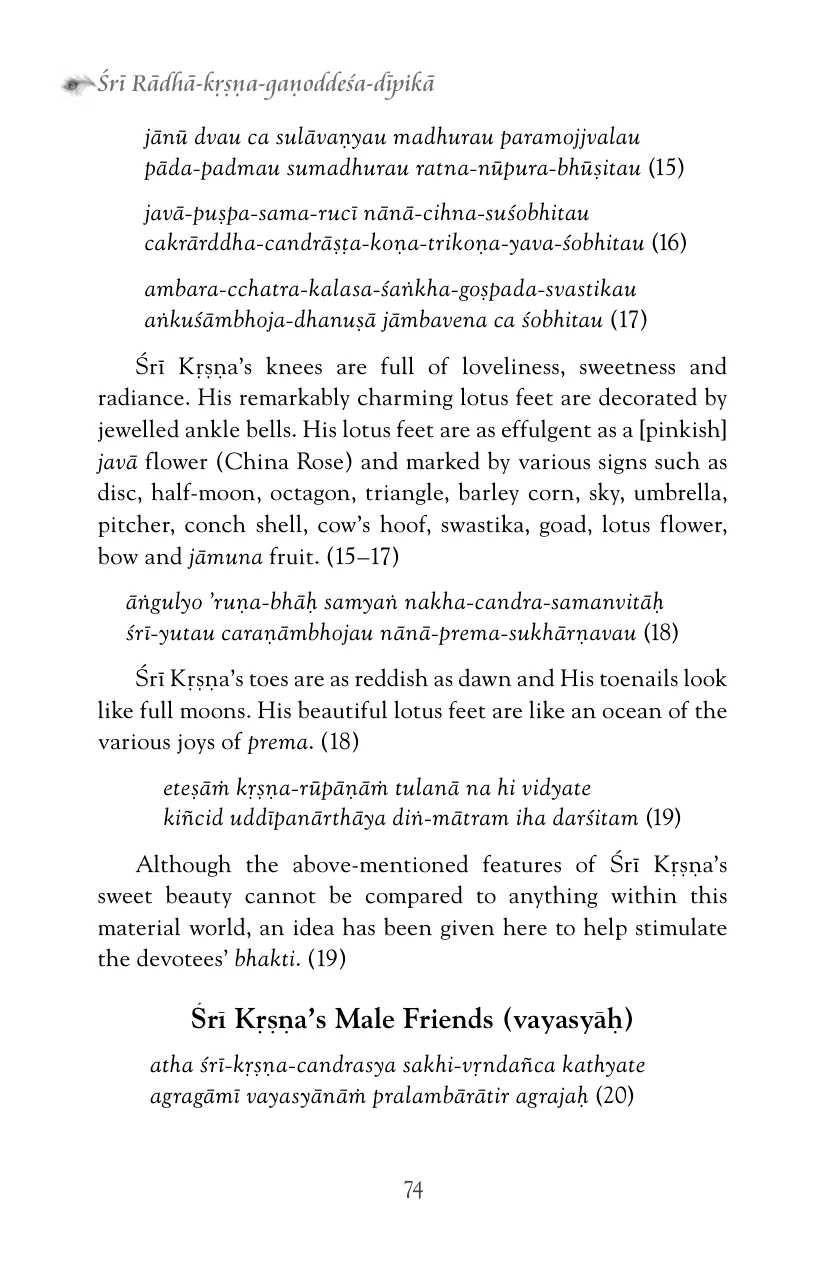 Śrī Rādhā-kṛṣṇa-gaṇoddeśa-dīpikā
jānū dvau ca sulāvaṇyau madhurau paramojjvalau
pāda-padmau sumadhurau ratna-nūpura-bhūṣitau (15)
javā-puṣpa-sama-rucī nānā-cihna-suśobhitau
cakrārddha-candrāṣṭa-koṇa-trikoṇa-yava-śobhitau (16)
ambara-cchatra-kalasa-śaṅkha-goṣpada-svastikau
aṅkuśāmbhoja-dhanuṣā jāmbavena ca śobhitau (17)
Śrī Kṛṣṇa’s knees are full of loveliness, sweetness and
radiance. His remarkably charming lotus feet are decorated by
jewelled ankle bells. His lotus feet are as effulgent as a [pinkish]
javā flower (China Rose) and marked by various signs such as
disc, half-moon, octagon, triangle, barley corn, sky, umbrella,
pitcher, conch shell, cow’s hoof, swastika, goad, lotus flower,
bow and jāmuna fruit. (15–17)
āṅgulyo ’ruṇa-bhāḥ samyaṅ nakha-candra-samanvitāḥ
śrī-yutau caraṇāmbhojau nānā-prema-sukhārṇavau (18)
Śrī Kṛṣṇa’s toes are as reddish as dawn and His toenails look
like full moons. His beautiful lotus feet are like an ocean of the
various joys of prema. (18)
eteṣāṁ kṛṣṇa-rūpāṇāṁ tulanā na hi vidyate
kiñcid uddīpanārthāya diṅ-mātram iha darśitam (19)
Although the above-mentioned features of Śrī Kṛṣṇa’s
sweet beauty cannot be compared to anything within this
material world, an idea has been given here to help stimulate
the devotees’ bhakti. (19)
Śrī Kṛṣṇa’s Male Friends (vayasyāḥ)
atha śrī-kṛṣṇa-candrasya sakhi-vṛndañca kathyate
agragāmī vayasyānāṁ pralambārātir agrajaḥ (20)
74